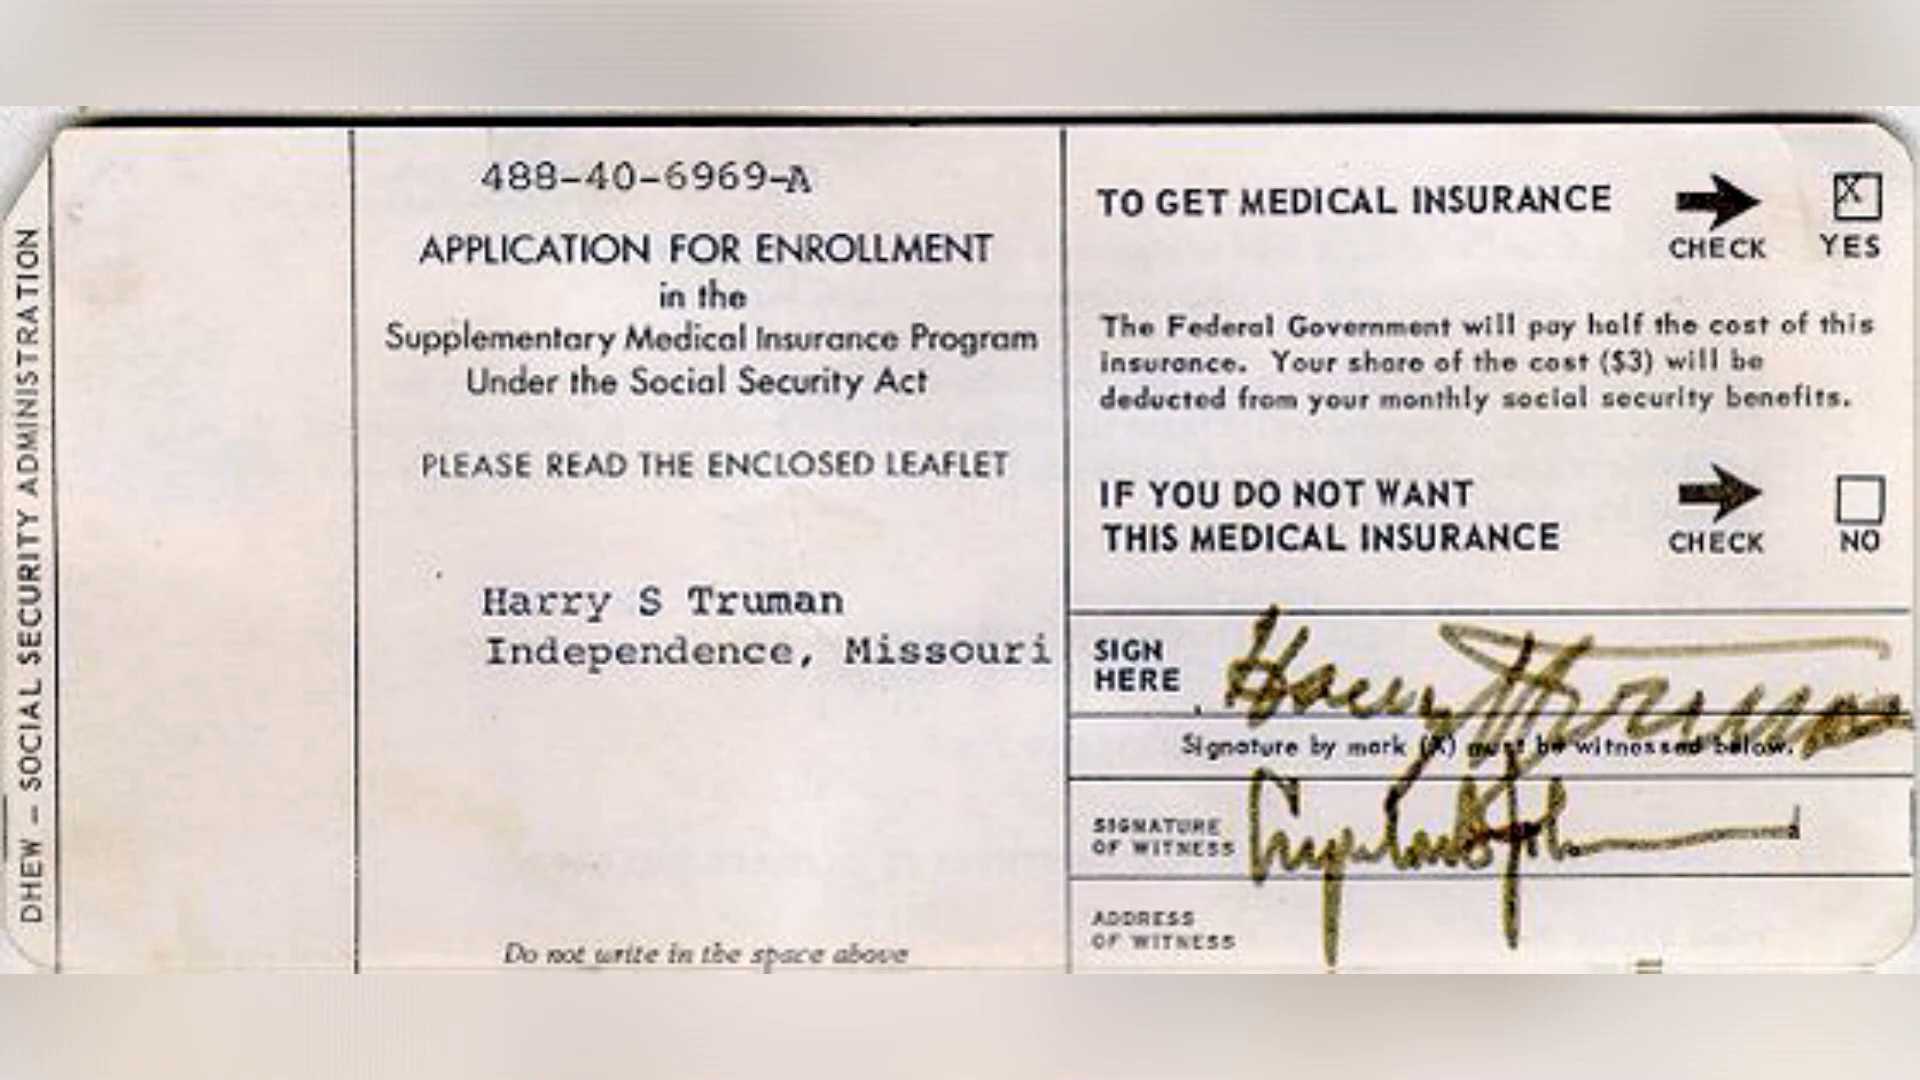 DHEW — SOCIAL SECURITY ADMINISTRATION
488-40-6969-A
APPLICATION FOR ENROLLMENT
in the
Supplementary Medical Insurance Program
Under the Social Security Act
PLEASE READ THE ENCLOSED LEAFLET
Harry S Truman
Independence, Missouri
Do not write in the space above
TO GET MEDICAL INSURANCE
CHECK
X
YES
The Federal Government will pay half the cost of this
insurance. Your share of the cost ($3) will be
deducted from your monthly social security benefits.
IF YOU DO NOT WANT
THIS MEDICAL INSURANCE
CHECK
NO
SIGN
HERE
Harry S Truman
Signature by mark (X) must be witnessed below.
SIGNATURE
OF WITNESS
ADDRESS
OF WITNESS